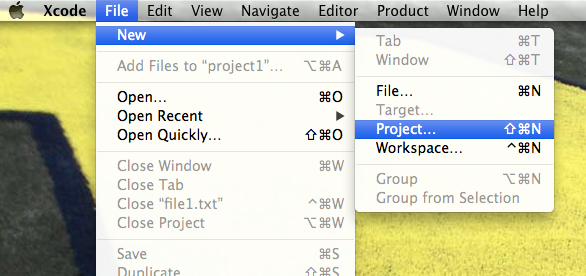 Xcode File Edit View Navigate Editor Product Window Help
New
Add Files to “project1”... ⌥⌘A
Open... ⌘O
Open Recent
Open Quickly... ⇧⌘O
Close Window ⌘W
Close Tab
Close “file1.txt” ⌃⌘W
Close Project ⌥⌘W
Save ⌘S
Duplicate ⇧⌘S
Tab ⌘T
Window ⇧⌘T
File... ⌘N
Target...
Project... ⇧⌘N
Workspace... ⌃⌘N
Group ⌥⌘N
Group from Selection